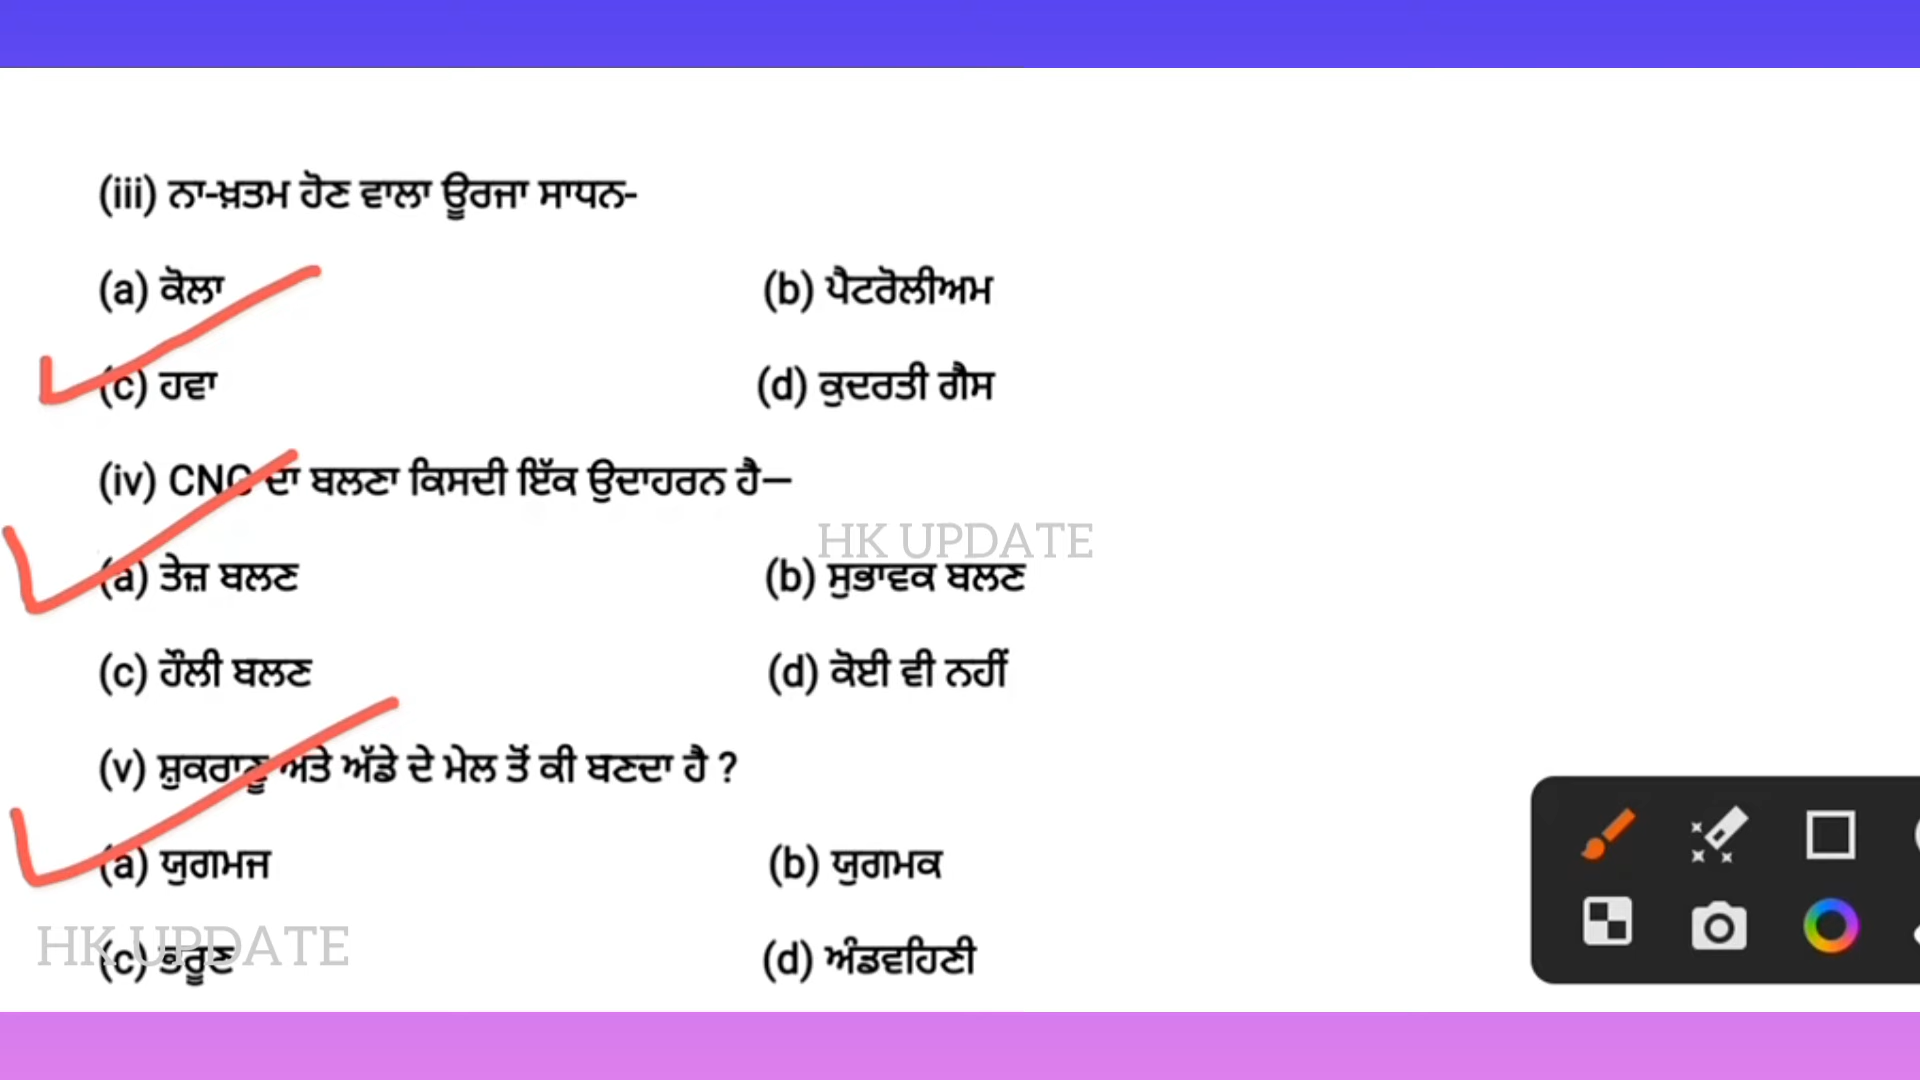 (iii) ਨਾ-ਖ਼ਤਮ ਹੋਣ ਵਾਲਾ ਊਰਜਾ ਸਾਧਨ-
(a) ਕੋਲਾ (b) ਪੈਟਰੋਲੀਅਮ
(c) ਹਵਾ (d) ਕੁਦਰਤੀ ਗੈਸ
(iv) CNG ਦਾ ਬਲਣਾ ਕਿਸਦੀ ਇੱਕ ਉਦਾਹਰਨ ਹੈ—
HK UPDATE
(a) ਤੇਜ਼ ਬਲਣ (b) ਸੁਭਾਵਕ ਬਲਣ
(c) ਹੌਲੀ ਬਲਣ (d) ਕੋਈ ਵੀ ਨਹੀਂ
(v) ਸ਼ੁਕਰਾਣੂ ਅਤੇ ਅੱਡੇ ਦੇ ਮੇਲ ਤੋਂ ਕੀ ਬਣਦਾ ਹੈ ?
(a) ਯੁਗਮਜ (b) ਯੁਗਮਕ
HK UPDATE
(c) ਭਰੂਣ (d) ਅੰਡਵਹਿਣੀ